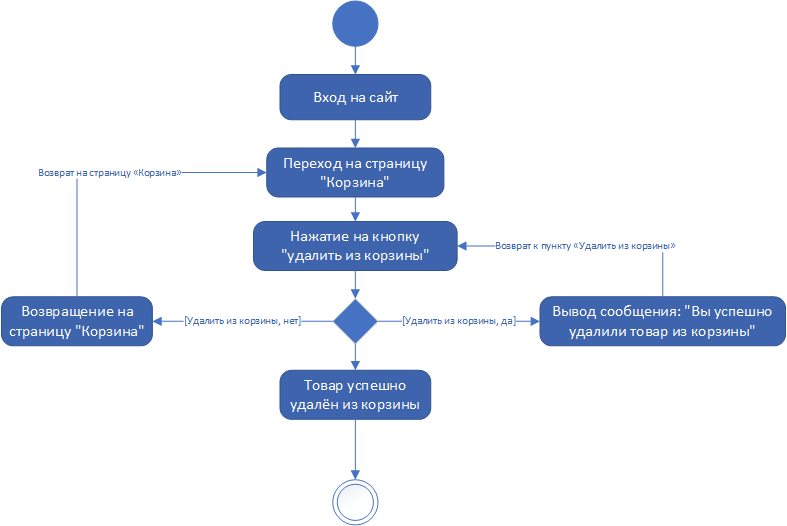 Вход на сайт
Переход на страницу
"Корзина"
Возврат на страницу «Корзина»
Нажатие на кнопку
"удалить из корзины"
Возврат к пункту «Удалить из корзины»
Возвращение на
страницу "Корзина"
[Удалить из корзины, нет]
[Удалить из корзины, да]
Вывод сообщения: "Вы успешно
удалили товар из корзины"
Товар успешно
удалён из корзины